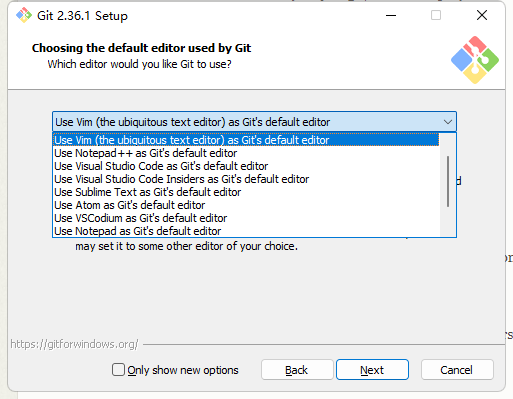 Git 2.36.1 Setup
Choosing the default editor used by Git
Which editor would you like Git to use?
Use Vim (the ubiquitous text editor) as Git's default editor
Use Vim (the ubiquitous text editor) as Git's default editor
Use Notepad++ as Git's default editor
Use Visual Studio Code as Git's default editor
Use Visual Studio Code Insiders as Git's default editor
Use Sublime Text as Git's default editor
Use Atom as Git's default editor
Use VSCodium as Git's default editor
Use Notepad as Git's default editor
may set it to some other editor of your choice.
https://gitforwindows.org/
Only show new options
Back
Next
Cancel